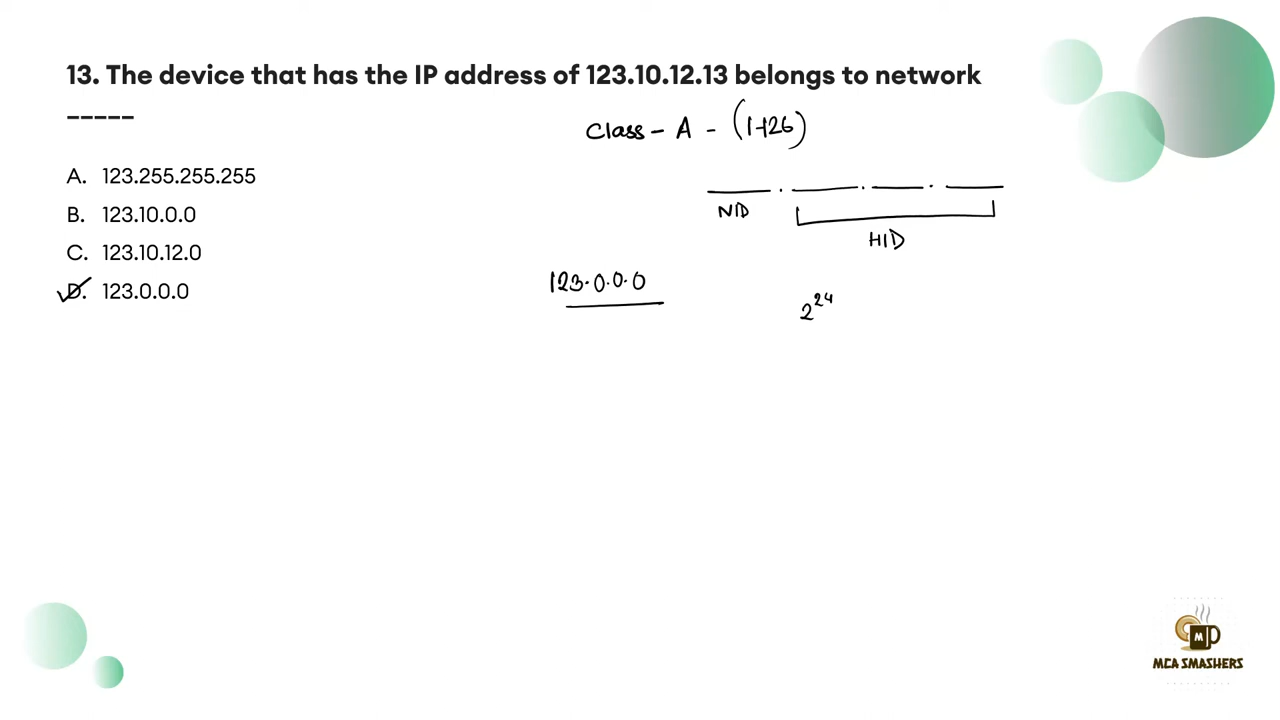 13. The device that has the IP address of 123.10.12.13 belongs to network
_____
Class - A - (1-126)
A. 123.255.255.255
NID
B. 123.10.0.0
HID
C. 123.10.12.0
123.0.0.0
D. 123.0.0.0
2^24
M
MCA SMASHERS